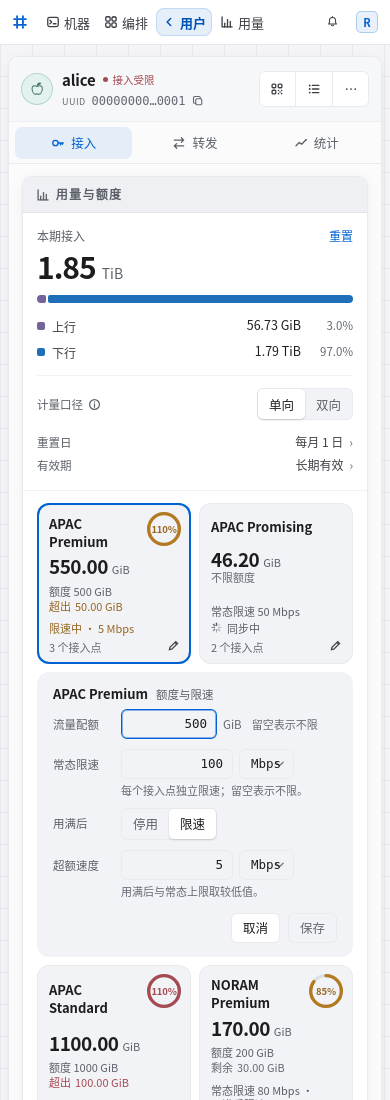 机器 编排 用户 用量 R
alice 接入受限
UUID 00000000…0001
接入 转发 统计
用量与额度
本期接入 重置
1.85 TiB
上行 56.73 GiB 3.0%
下行 1.79 TiB 97.0%
计量口径 单向 双向
重置日 每月 1 日 ›
有效期 长期有效 ›
APAC Premium 110%
550.00 GiB
额度 500 GiB
超出 50.00 GiB
限速中 · 5 Mbps
3 个接入点
APAC Promising
46.20 GiB
不限额度
常态限速 50 Mbps
同步中
2 个接入点
APAC Premium 额度与限速
流量配额 500 GiB 留空表示不限
常态限速 100 Mbps
每个接入点独立限速；留空表示不限。
用满后 停用 限速
超额速度 5 Mbps
用满后与常态上限取较低值。
取消 保存
APAC Standard 110%
1100.00 GiB
额度 1000 GiB
超出 100.00 GiB
NORAM Premium 85%
170.00 GiB
额度 200 GiB
剩余 30.00 GiB
常态限速 80 Mbps ·